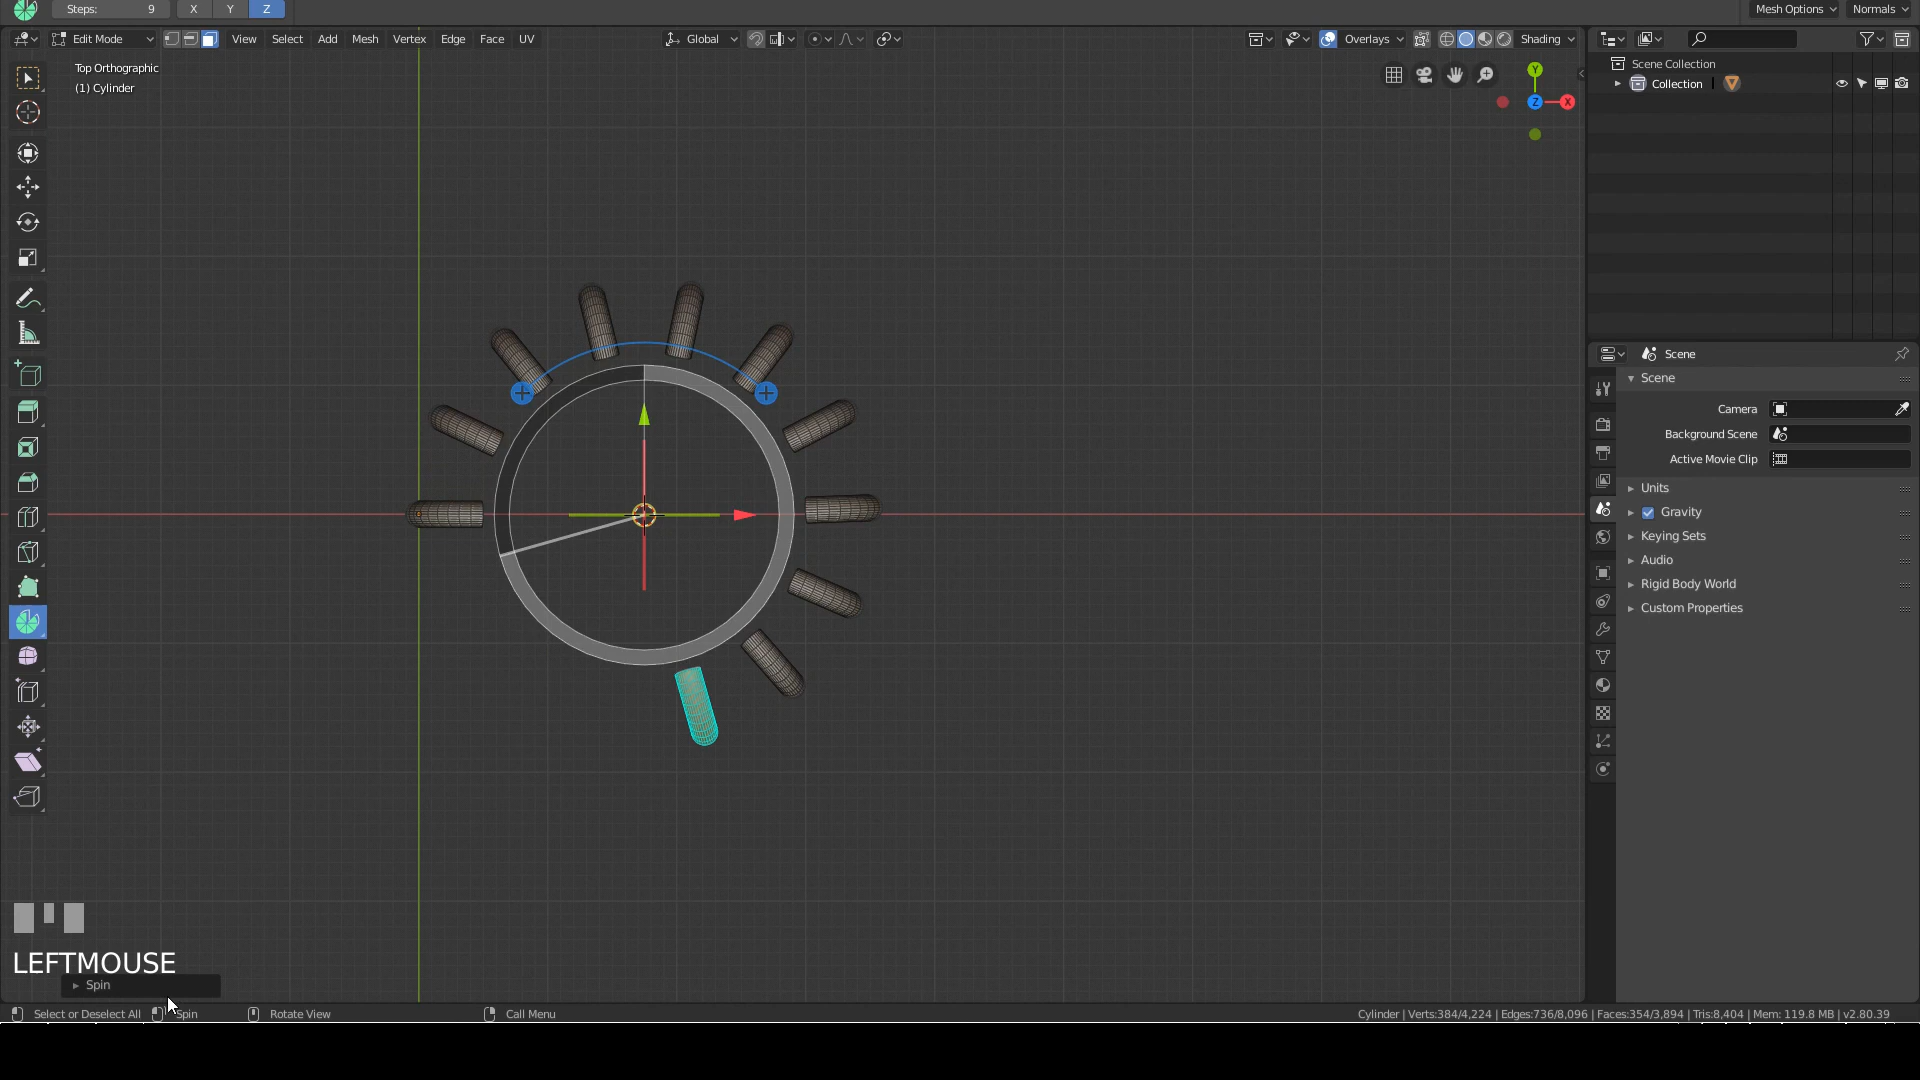 Steps: 9 X Y Z Mesh Options Normals
Edit Mode View Select Add Mesh Vertex Edge Face UV Global Overlays Shading
Top Orthographic
(1) Cylinder
Y
Z X
Scene Collection
Collection
Scene
Scene
Camera
Background Scene
Active Movie Clip
Units
Gravity
Keying Sets
Audio
Rigid Body World
Custom Properties
LEFTMOUSE
Spin
Select or Deselect All Spin Rotate View Call Menu Cylinder | Verts:384/4,224 | Edges:736/8,096 | Faces:354/3,894 | Tris:8,404 | Mem: 119.8 MB | v2.80.39